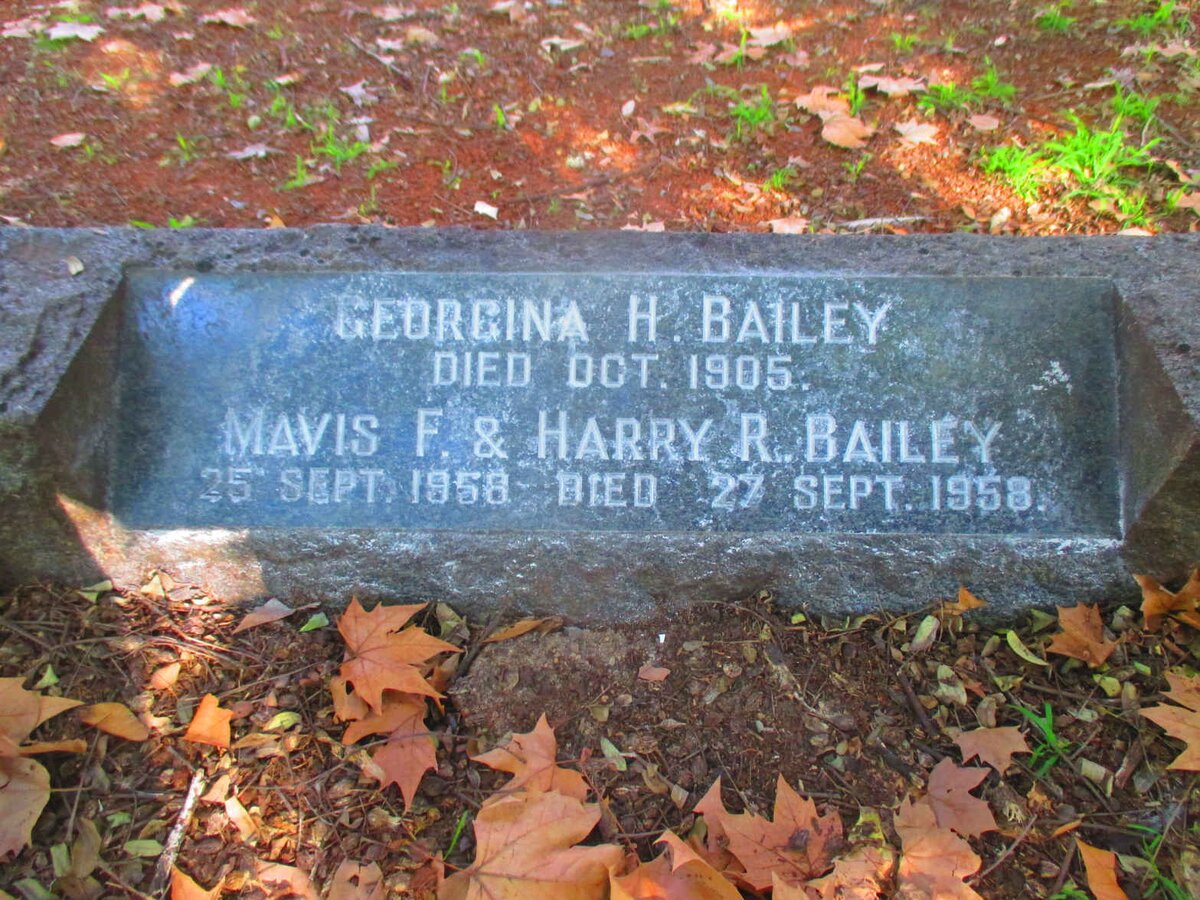 GEORGINA H. BAILEY
DIED OCT. 1905.
MAVIS F. & HARRY R. BAILEY
25 SEPT. 1958 DIED 27 SEPT. 1958.